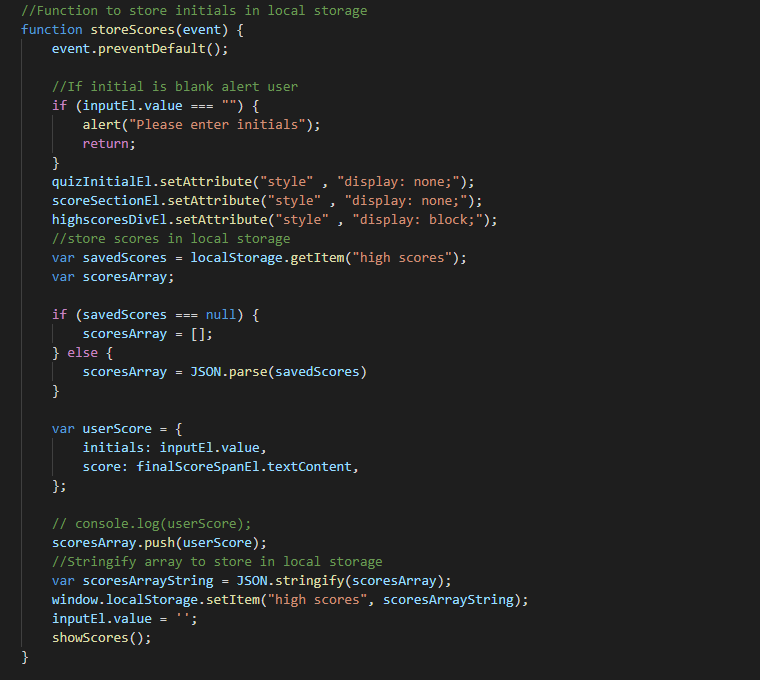 //Function to store initials in local storage
function storeScores(event) {
    event.preventDefault();

    //If initial is blank alert user
    if (inputEl.value === "") {
        alert("Please enter initials");
        return;
    }
    quizInitialEl.setAttribute("style" , "display: none;");
    scoreSectionEl.setAttribute("style" , "display: none;");
    highscoresDivEl.setAttribute("style" , "display: block;");
    //store scores in local storage
    var savedScores = localStorage.getItem("high scores");
    var scoresArray;

    if (savedScores === null) {
        scoresArray = [];
    } else {
        scoresArray = JSON.parse(savedScores)
    }

    var userScore = {
        initials: inputEl.value,
        score: finalScoreSpanEl.textContent,
    };

    // console.log(userScore);
    scoresArray.push(userScore);
    //Stringify array to store in local storage
    var scoresArrayString = JSON.stringify(scoresArray);
    window.localStorage.setItem("high scores", scoresArrayString);
    inputEl.value = '';
    showScores();
}